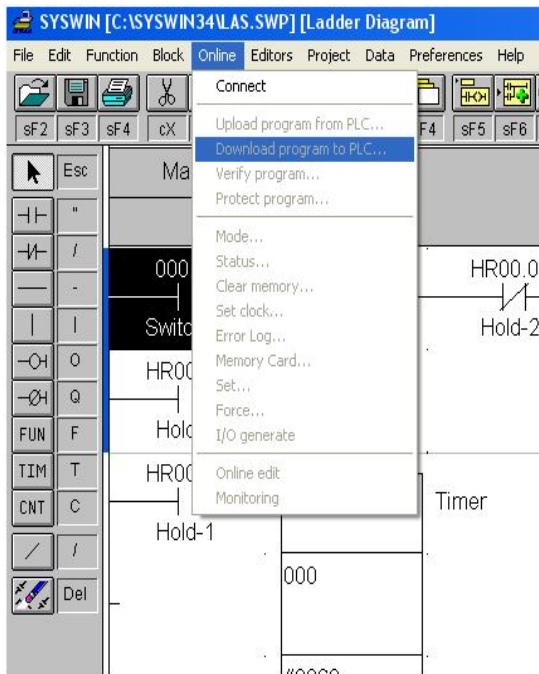 SYSWIN [C:\SYSWIN34\LAS.SWP] [Ladder Diagram]
File Edit Function Block Online Editors Project Data Preferences Help
sF2 sF3 sF4 cX F4 sF5 sF6
Connect
Upload program from PLC...
Download program to PLC...
Verify program...
Protect program...
Mode...
Status...
Clear memory...
Set clock...
Error Log...
Memory Card...
Set...
Force...
I/O generate
Online edit
Monitoring
Esc
"
/
-
|
O
Q
FUN F
TIM T
CNT C
/
Del
Ma
000 HR00.0
Switc Hold-2
HR00
Hold
HR00
Hold-1
Timer
000